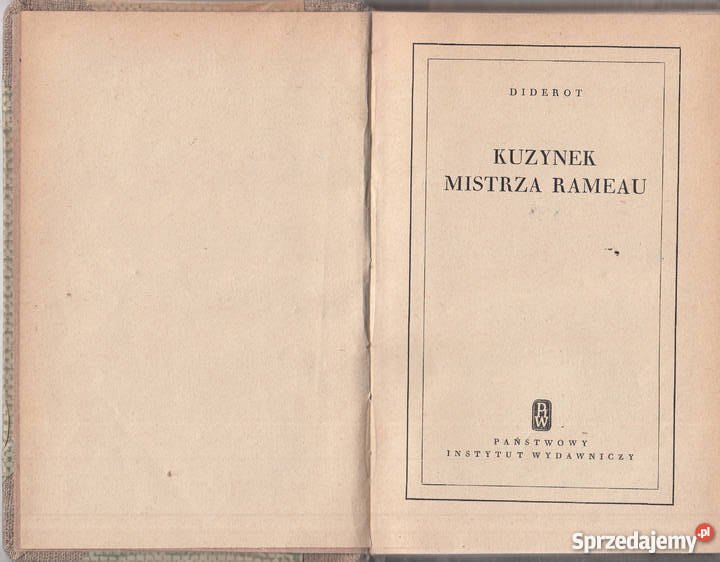 DIDEROT
KUZYNEK
MISTRZA RAMEAU
PIW
PAŃSTWOWY
INSTYTUT WYDAWNICZY
Sprzedajemy.pl